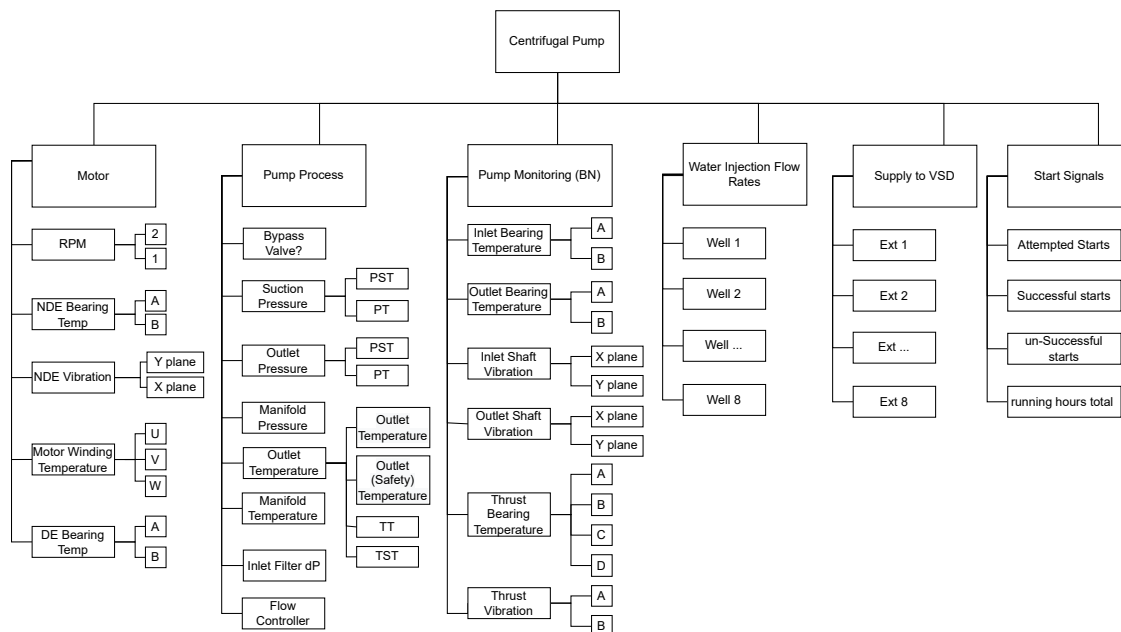 Centrifugal Pump
Motor
RPM
2
1
NDE Bearing
Temp
A
B
NDE Vibration
Y plane
X plane
Motor Winding
Temperature
U
V
W
DE Bearing
Temp
A
B
Pump Process
Bypass
Valve?
Suction
Pressure
PST
PT
Outlet
Pressure
PST
PT
Manifold
Pressure
Outlet
Temperature
Outlet
Temperature
Outlet
(Safety)
Temperature
TT
TST
Manifold
Temperature
Inlet Filter dP
Flow
Controller
Pump Monitoring (BN)
Inlet Bearing
Temperature
A
B
Outlet Bearing
Temperature
A
B
Inlet Shaft
Vibration
X plane
Y plane
Outlet Shaft
Vibration
X plane
Y plane
Thrust
Bearing
Temperature
A
B
C
D
Thrust
Vibration
A
B
Water Injection Flow
Rates
Well 1
Well 2
Well ...
Well 8
Supply to VSD
Ext 1
Ext 2
Ext ...
Ext 8
Start Signals
Attempted Starts
Successful starts
un-Successful
starts
running hours total